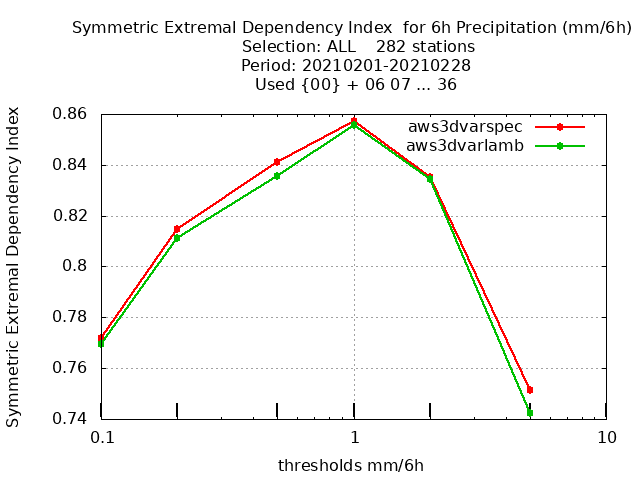 Symmetric Extremal Dependency Index  for 6h Precipitation (mm/6h)
Selection: ALL    282 stations
Period: 20210201-20210228
Used {00} + 06 07 ... 36
Symmetric Extremal Dependency Index
0.86
0.84
0.82
0.8
0.78
0.76
0.74
aws3dvarspec
aws3dvarlamb
0.1 1 10
thresholds mm/6h